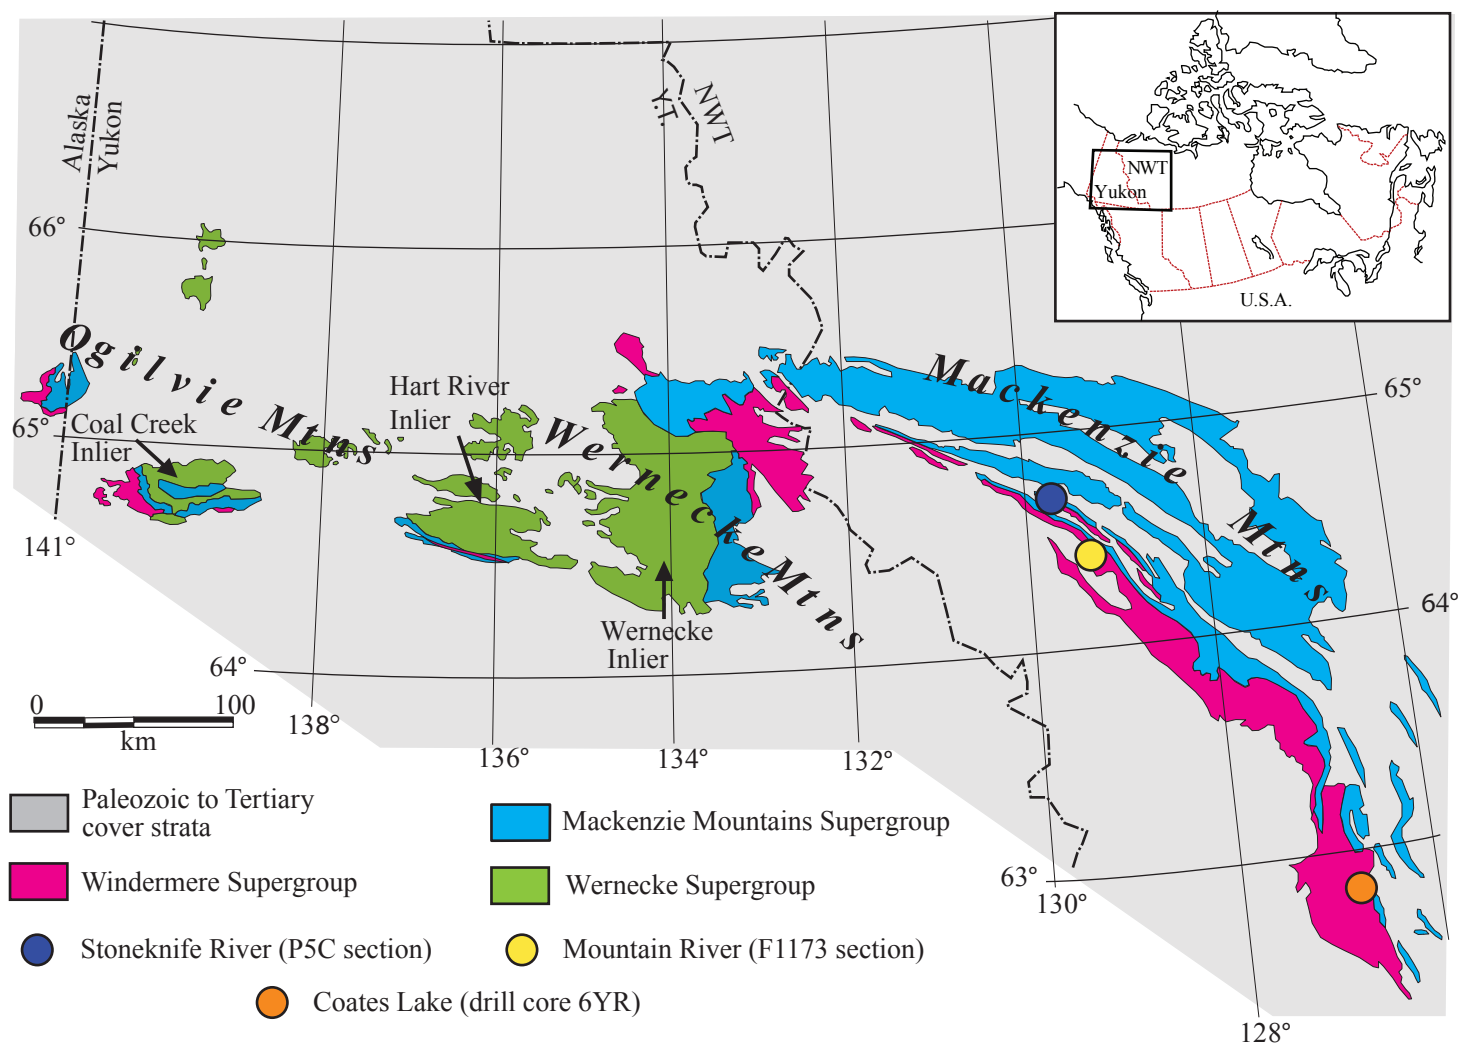 Alaska
Yukon
Y.T.
NWT
NWT
Yukon
U.S.A.
66°
65°
141°
Ogilvie Mtns
Coal Creek
Inlier
Hart River
Inlier
Wernecke Mtns
Wernecke
Inlier
Mackenzie Mtns
65°
64°
64°
138°
136°
134°
132°
63°
130°
128°
0
100
km
Paleozoic to Tertiary
cover strata
Mackenzie Mountains Supergroup
Windermere Supergroup
Wernecke Supergroup
Stoneknife River (P5C section)
Mountain River (F1173 section)
Coates Lake (drill core 6YR)